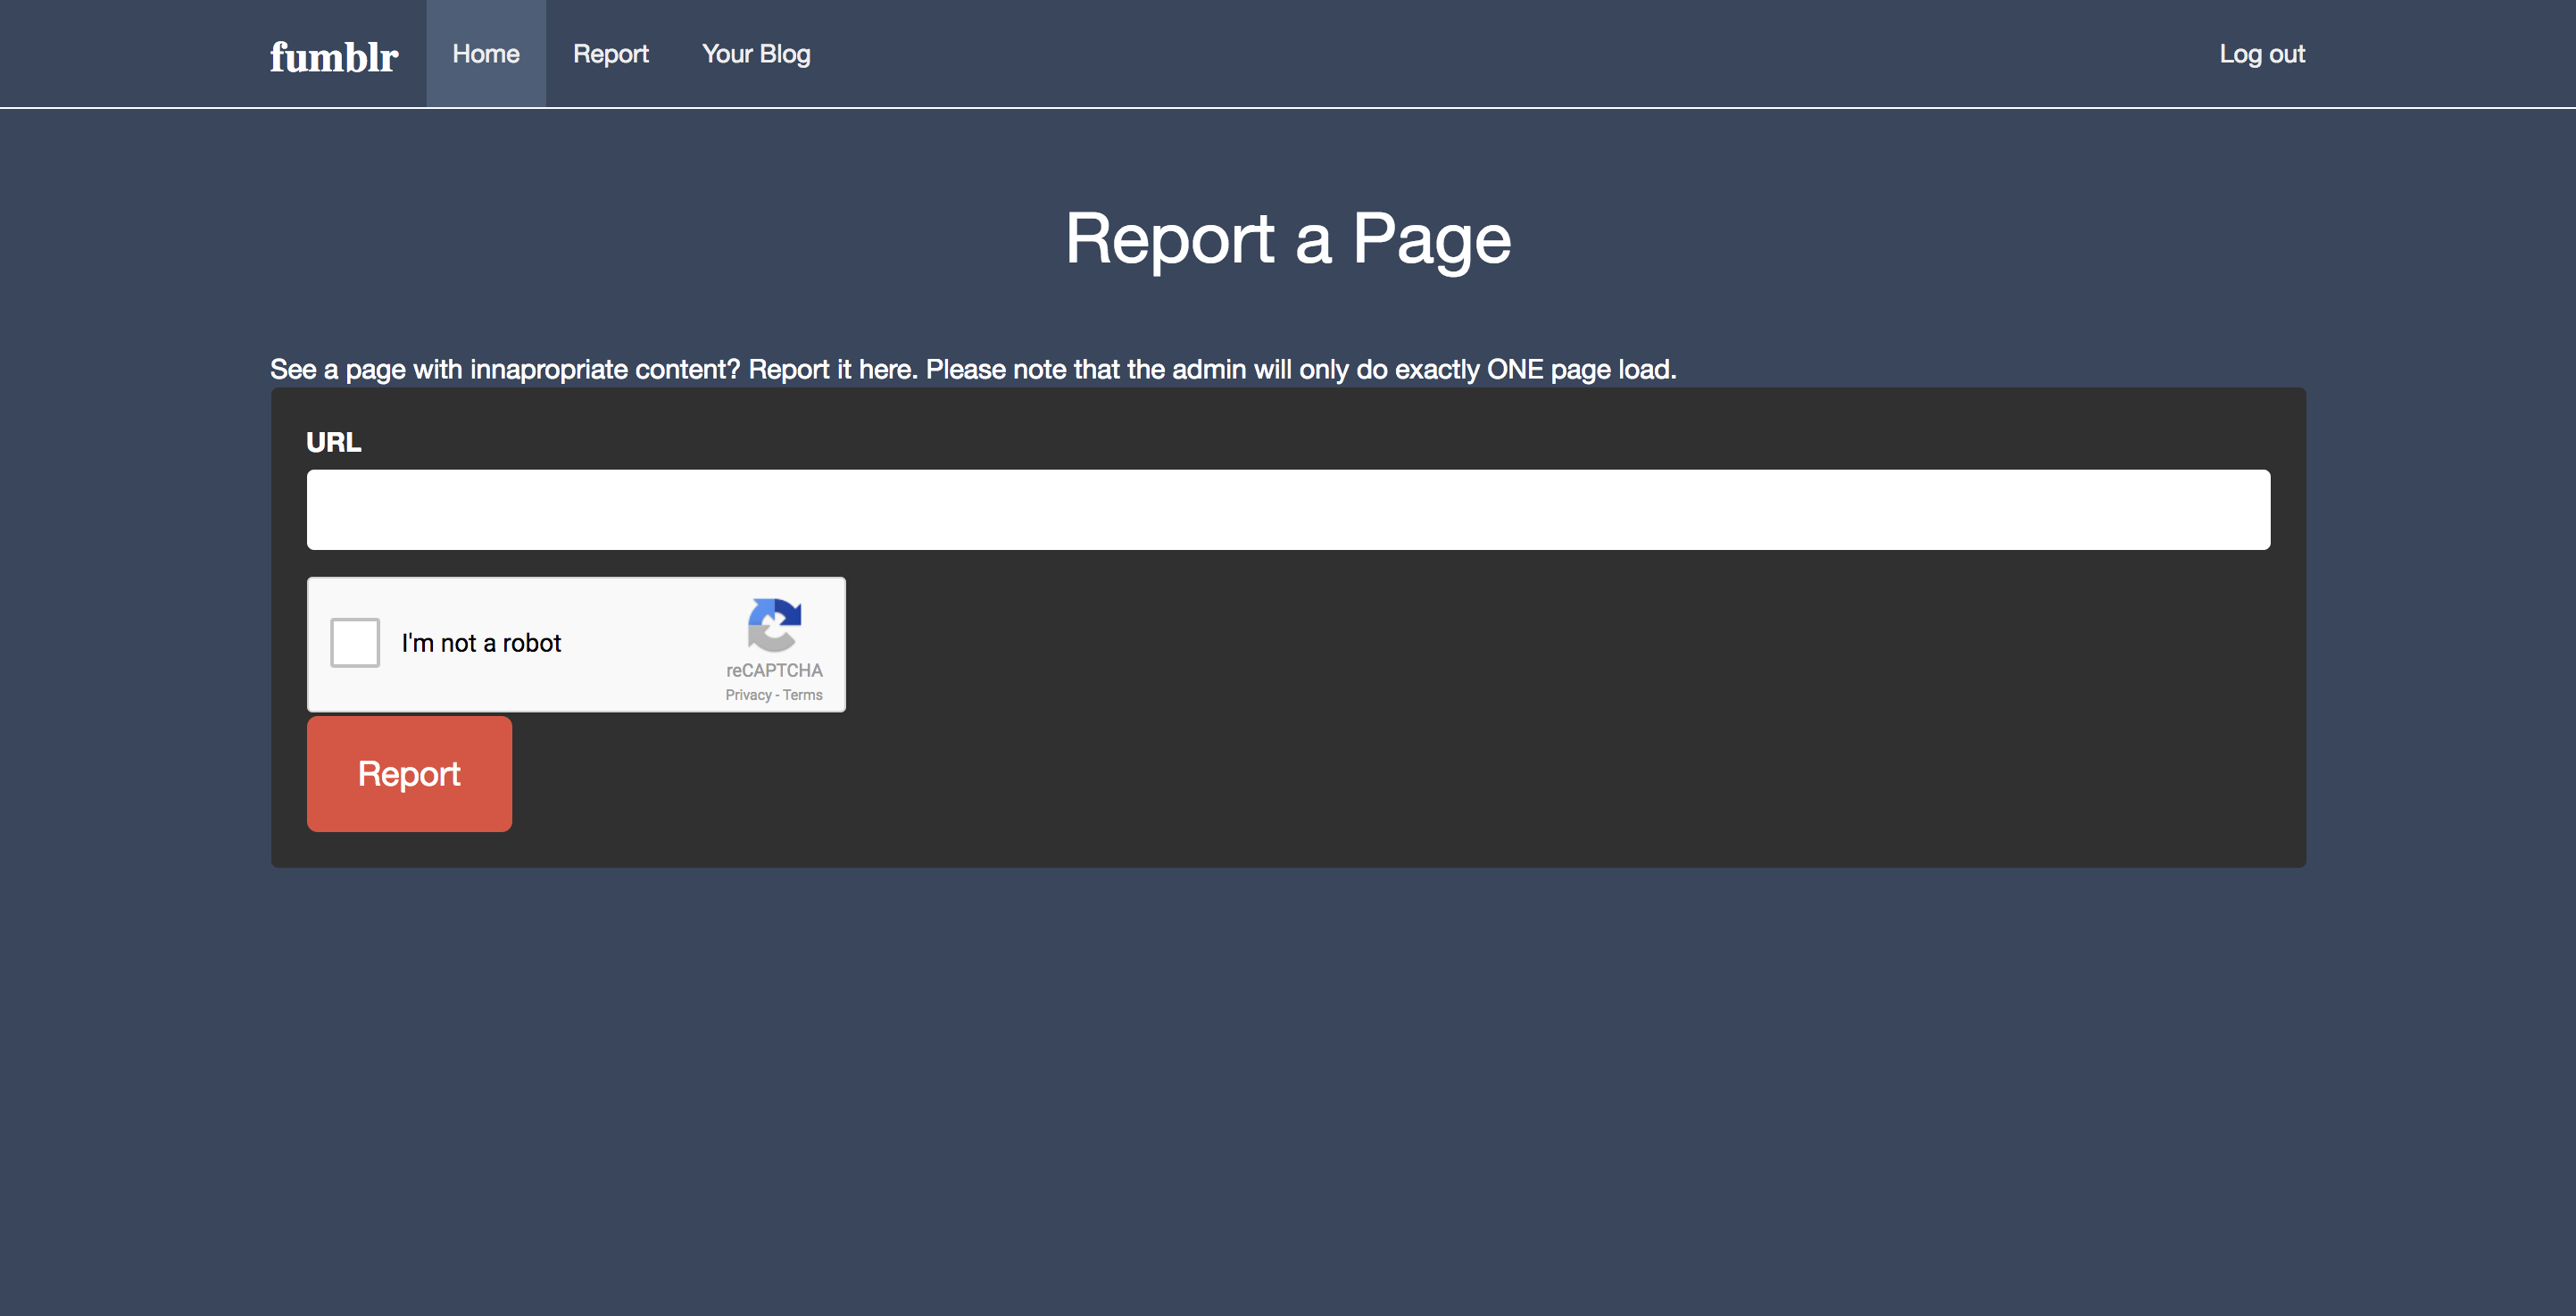 fumblr Home Report Your Blog Log out
Report a Page
See a page with innapropriate content? Report it here. Please note that the admin will only do exactly ONE page load.
URL
I'm not a robot
reCAPTCHA
Privacy - Terms
Report